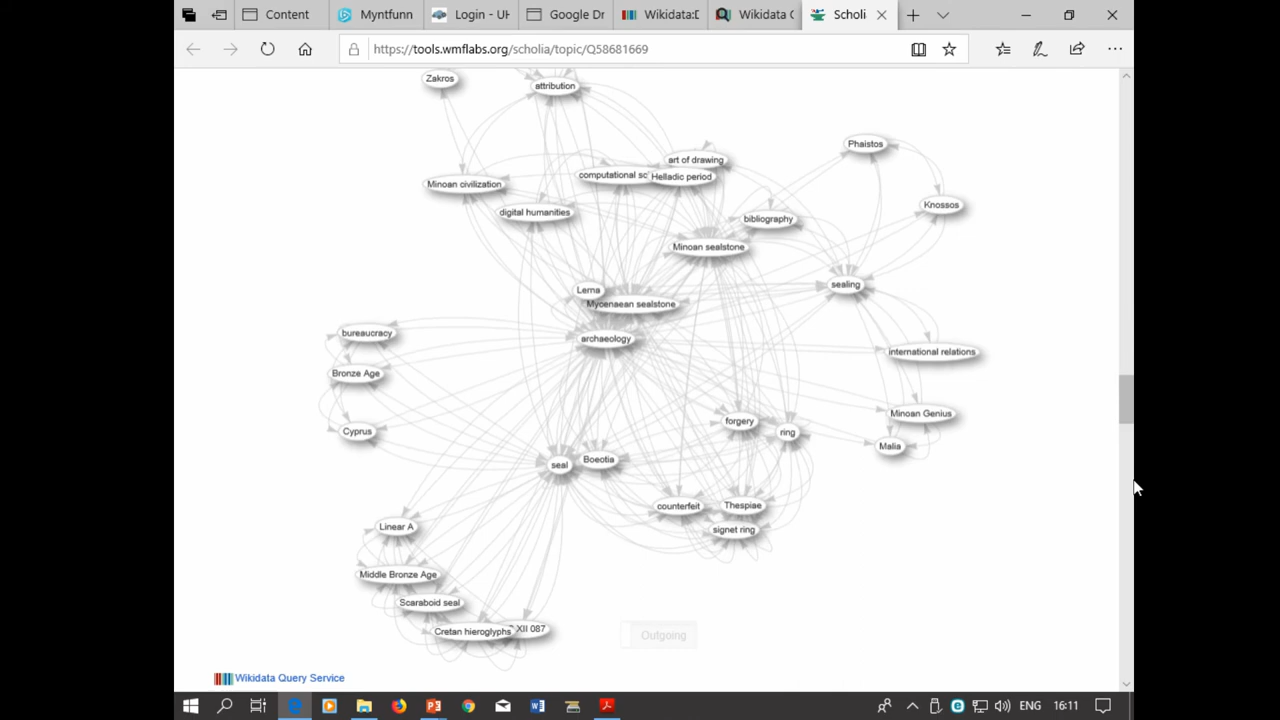 Content
Myntfunn
Login - UH
Google Dr
Wikidata:D
Wikidata Q
Scholi
https://tools.wmflabs.org/scholia/topic/Q58681669
Zakros
attribution
Phaistos
art of drawing
computational sc
Helladic period
Minoan civilization
Knossos
digital humanities
bibliography
Minoan sealstone
sealing
Lerna
Mycenaean sealstone
bureaucracy
archaeology
international relations
Bronze Age
Minoan Genius
forgery
Cyprus
ring
Malia
Boeotia
seal
counterfeit
Thespiae
Linear A
signet ring
Middle Bronze Age
Scaraboid seal
Cretan hieroglyphs
XII 087
Outgoing
Wikidata Query Service
ENG
16:11